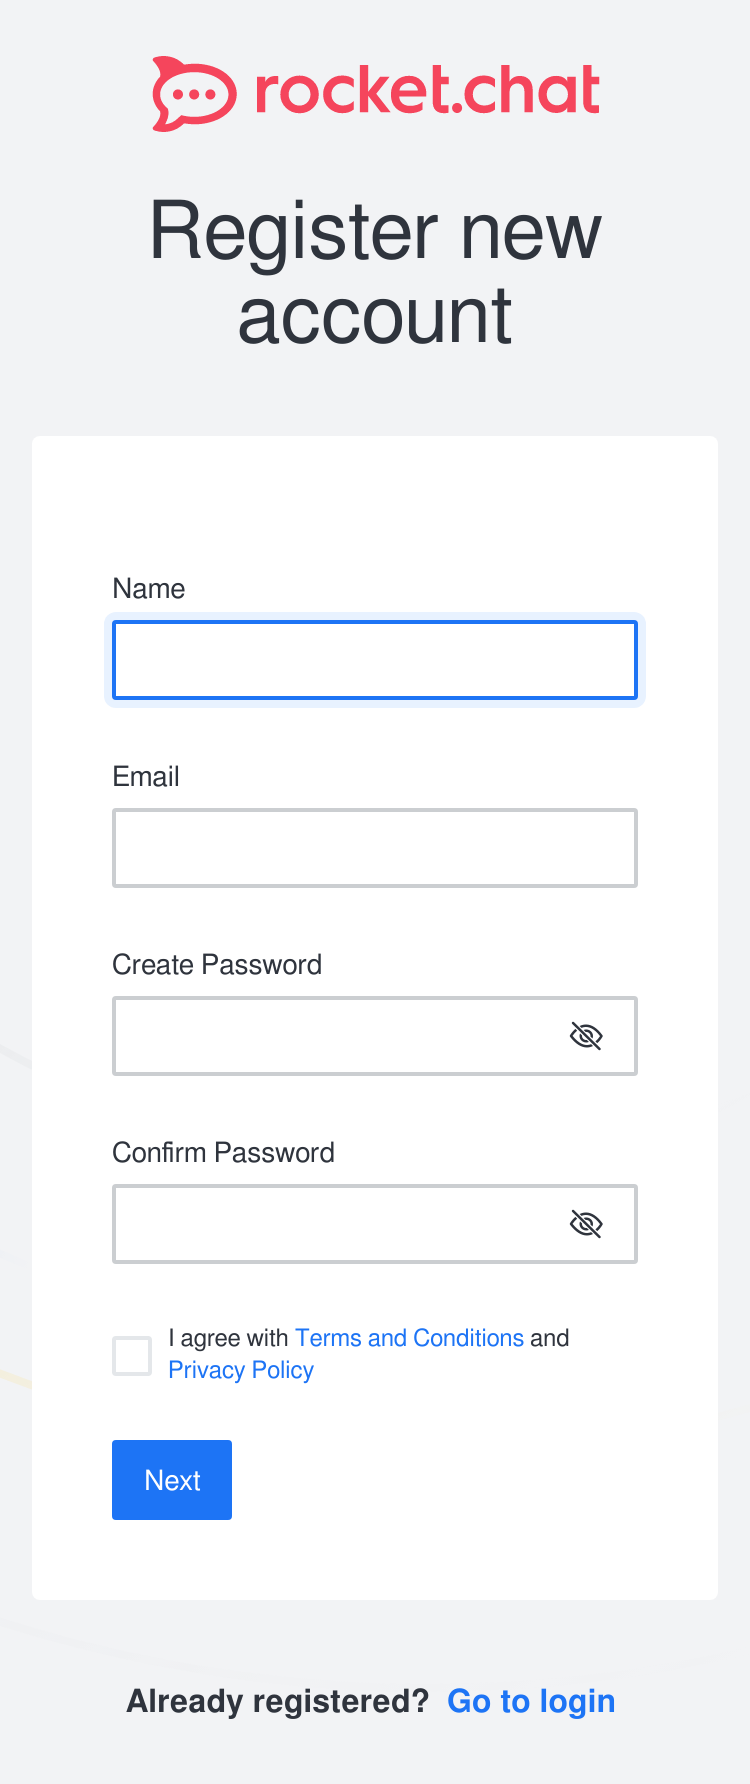 rocket.chat
Register new
account
Name
Email
Create Password
Confirm Password
I agree with Terms and Conditions and
Privacy Policy
Next
Already registered? Go to login